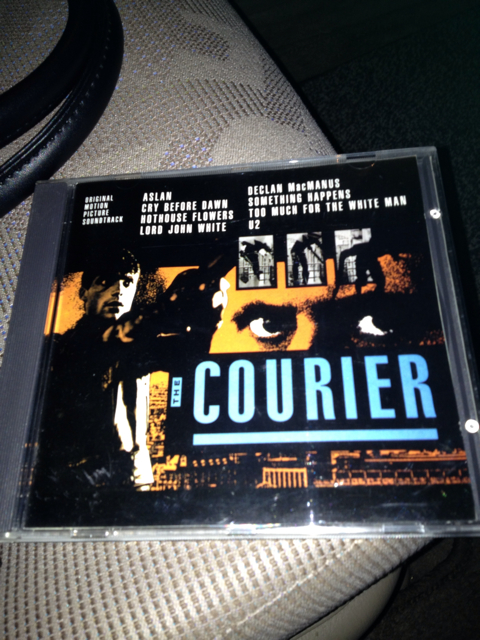 ORIGINAL
MOTION
PICTURE
SOUNDTRACK
ASLAN
CRY BEFORE DAWN
HOTHOUSE FLOWERS
LORD JOHN WHITE
DECLAN MacMANUS
SOMETHING HAPPENS
TOO MUCH FOR THE WHITE MAN
U2
THE
COURIER